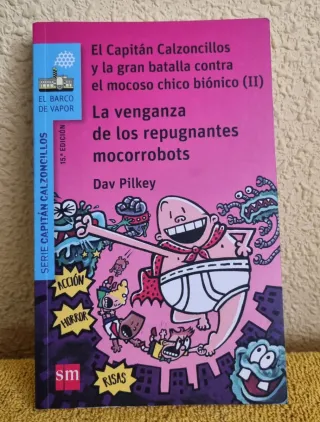 El Capitán Calzoncillos
y la gran batalla contra
el mocoso chico biónico (II)
La venganza
de los repugnantes
mocorrobots
Dav Pilkey
EL BARCO
DE VAPOR
15.ª EDICIÓN
SERIE CAPITÁN CALZONCILLOS
ACCIÓN
HORROR
RISAS
sm